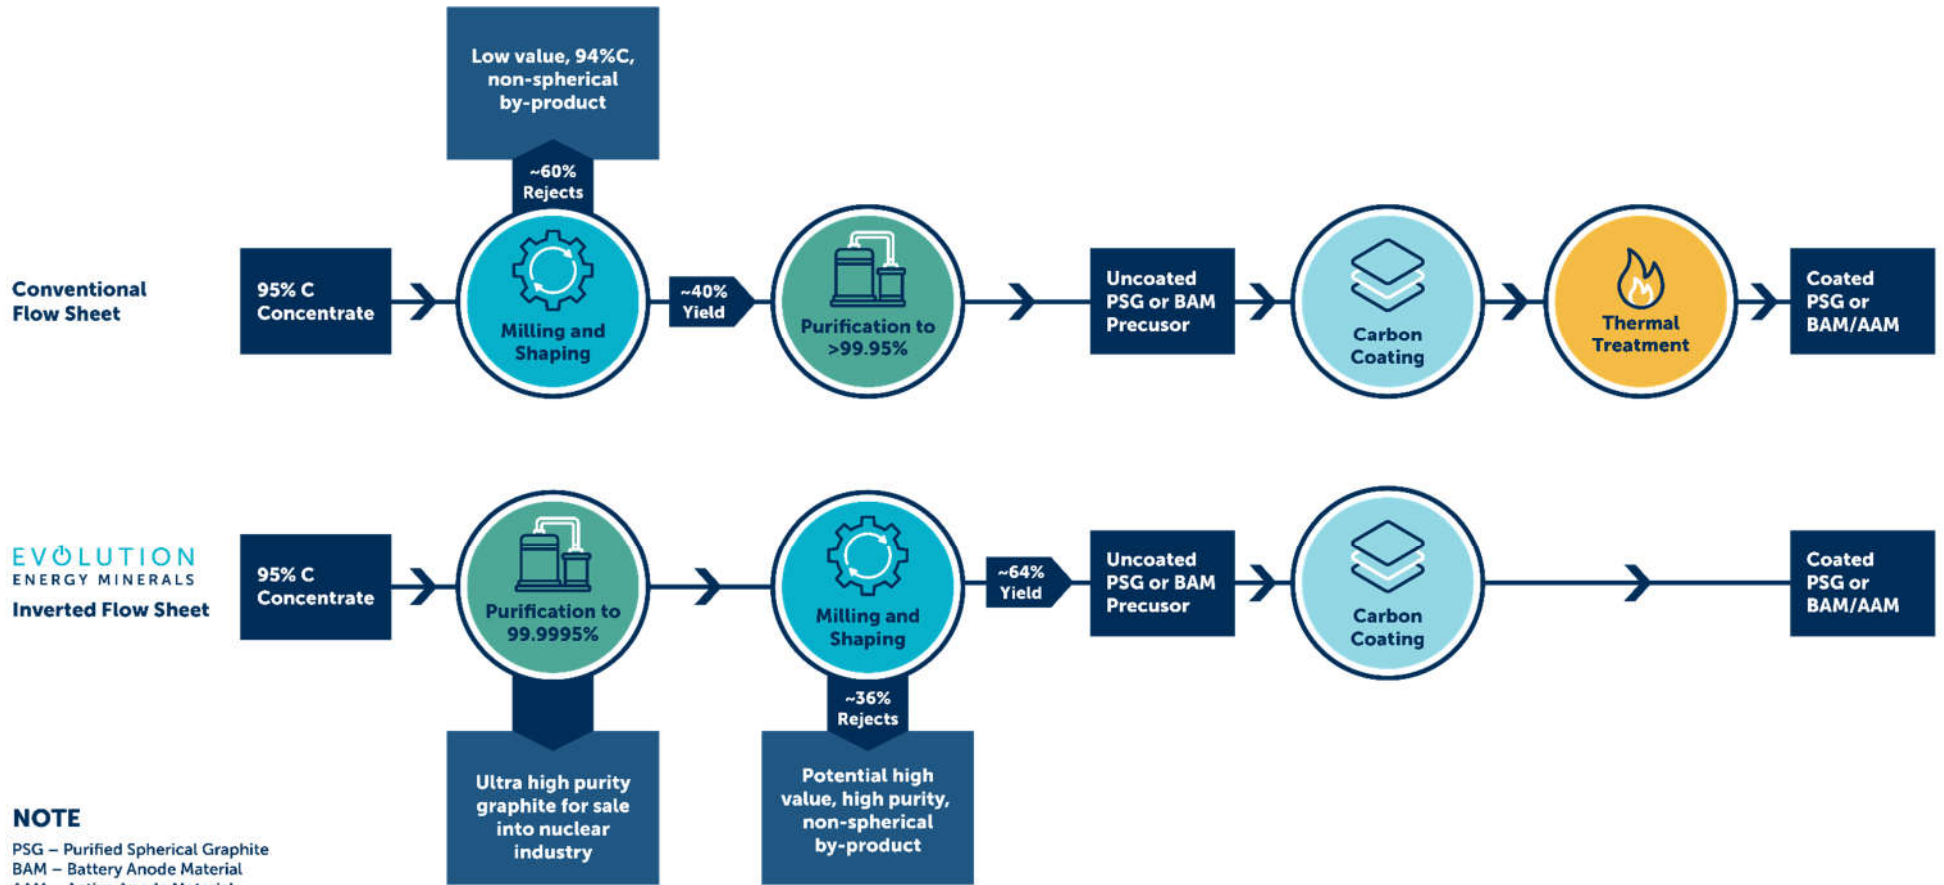 Low value, 94%C,
non-spherical
by-product
~60%
Rejects
Conventional
Flow Sheet
95% C
Concentrate
Milling and
Shaping
~40%
Yield
Purification to
>99.95%
Uncoated
PSG or BAM
Precusor
Carbon
Coating
Thermal
Treatment
Coated
PSG or
BAM/AAM
EVOLUTION
ENERGY MINERALS
Inverted Flow Sheet
95% C
Concentrate
Purification to
99.9995%
Milling and
Shaping
~64%
Yield
Uncoated
PSG or BAM
Precusor
Carbon
Coating
Coated
PSG or
BAM/AAM
~36%
Rejects
Ultra high purity
graphite for sale
into nuclear
industry
Potential high
value, high purity,
non-spherical
by-product
NOTE
PSG – Purified Spherical Graphite
BAM – Battery Anode Material
AAM – Active Anode Material